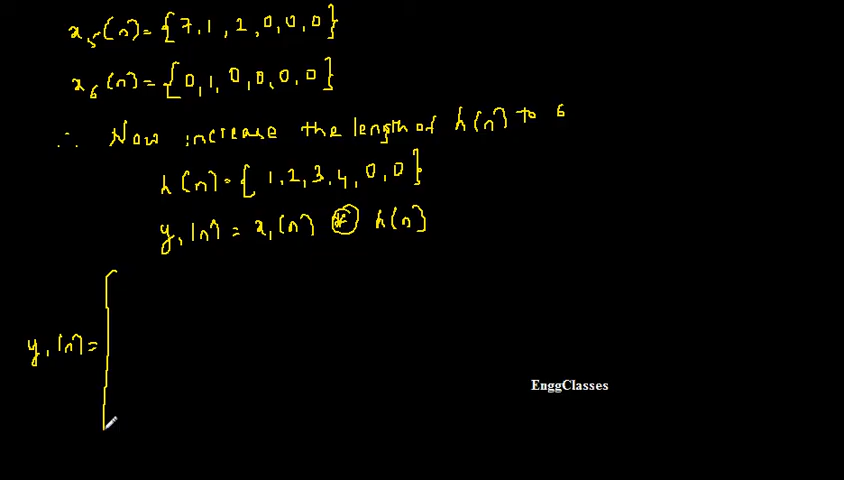 x₅(n) = {7, 1, 2, 0, 0, 0}
x₆(n) = {0, 1, 0, 0, 0, 0}
∴ Now increase the length of h(n) to 6
h(n) = {1, 2, 3, 4, 0, 0}
y₁(n) = x₁(n) ⊛ h(n)
y₁(n) = [
EnggClasses